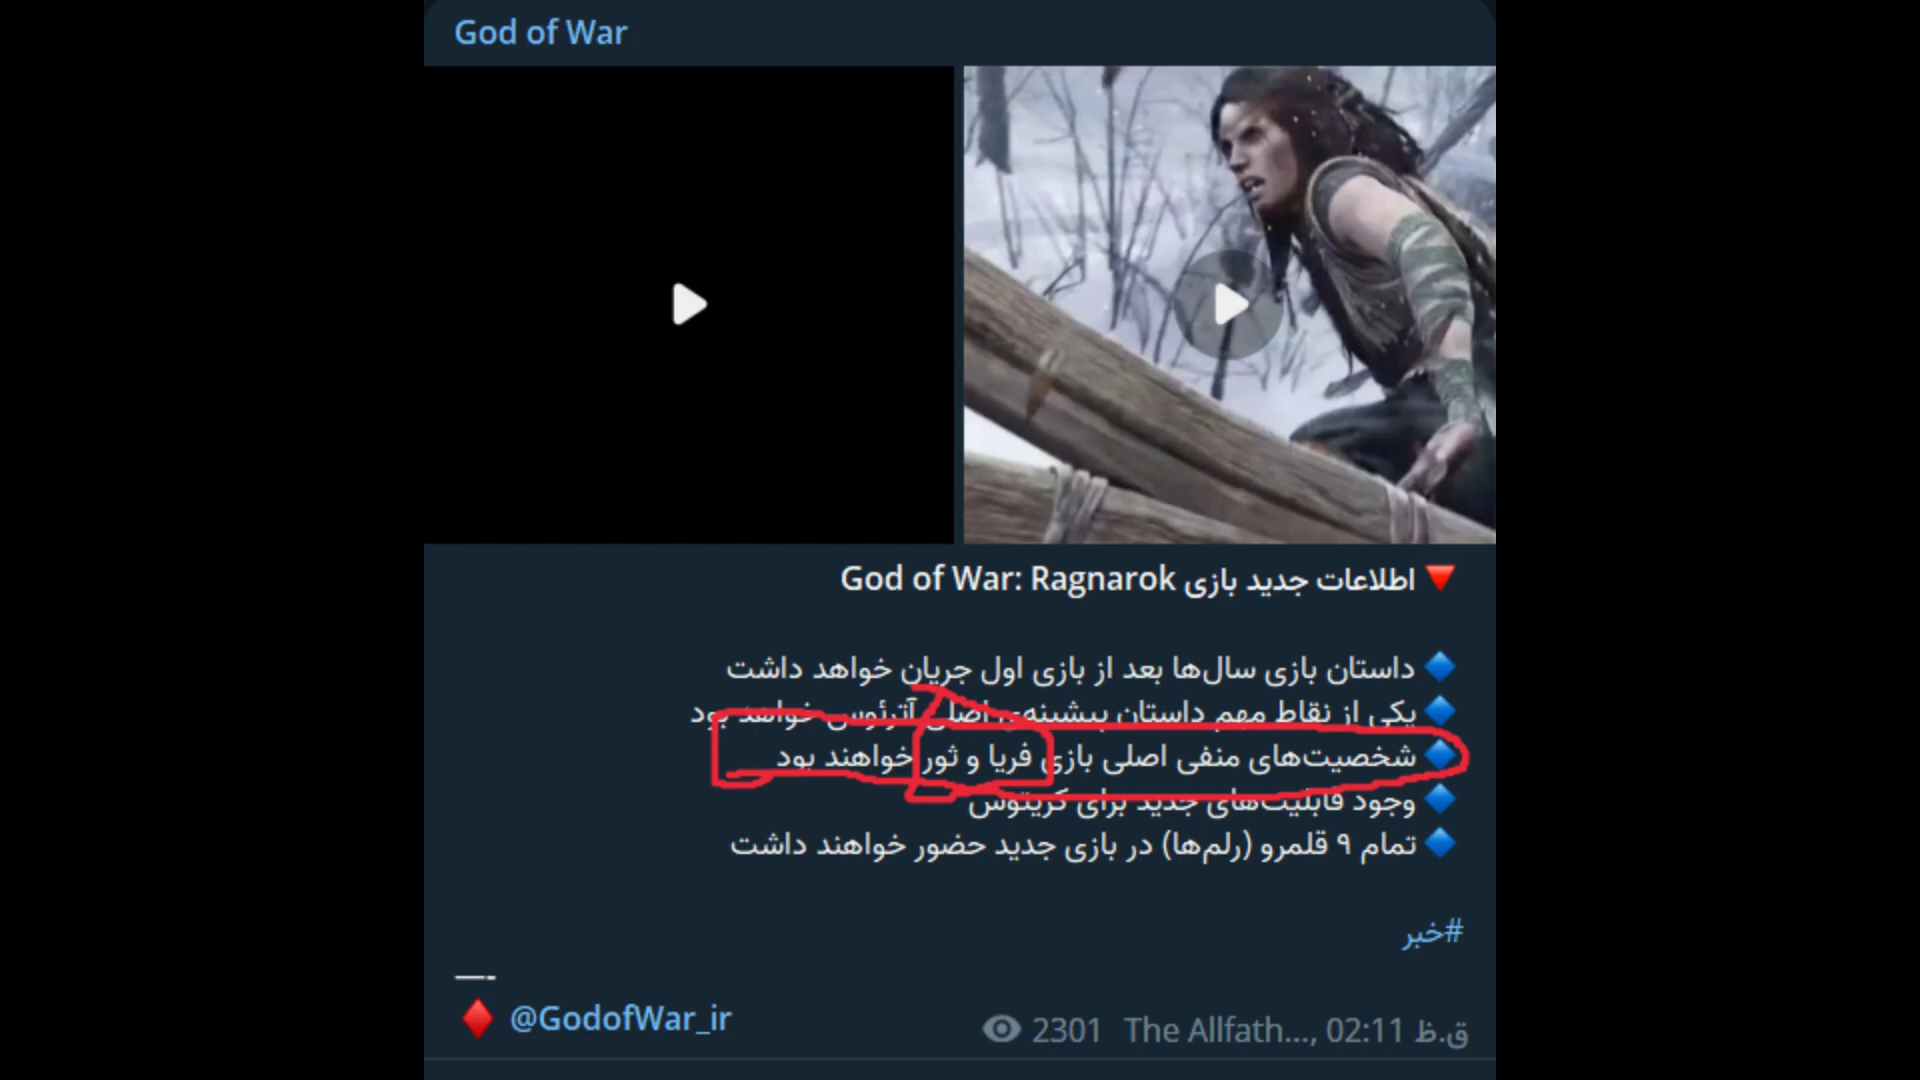 God of War
🔻 اطلاعات جدید بازی God of War: Ragnarok
🔷 داستان بازی سال‌ها بعد از بازی اول جریان خواهد داشت
🔷 یکی از نقاط مهم داستان پیشینه‌ی اصلی آترئوس خواهد بود
🔷 شخصیت‌های منفی اصلی بازی فریا و ثور خواهند بود
🔷 وجود قابلیت‌های جدید برای کریتوس
🔷 تمام ۹ قلمرو (رلم‌ها) در بازی جدید حضور خواهند داشت
#خبر
—-
♦️ @GodofWar_ir
2301 The Allfath..., 02:11 ق.ظ